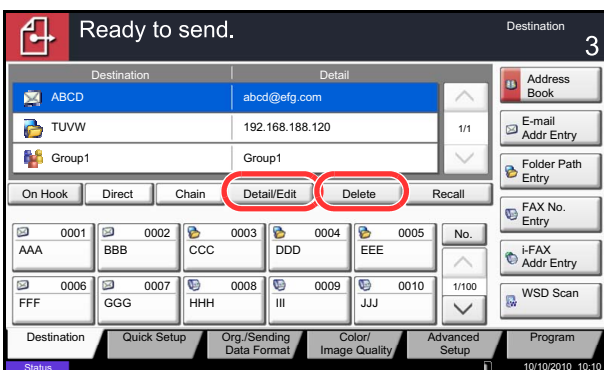 Ready to send.
Destination
3
Destination Detail
ABCD abcd@efg.com
TUVW 192.168.188.120 1/1
Group1 Group1
Address
Book
E-mail
Addr Entry
Folder Path
Entry
FAX No.
Entry
i-FAX
Addr Entry
WSD Scan
On Hook Direct Chain Detail/Edit Delete Recall
0001 0002 0003 0004 0005 No.
AAA BBB CCC DDD EEE
0006 0007 0008 0009 0010 1/100
FFF GGG HHH III JJJ
Destination Quick Setup Org./Sending
Data Format Color/
Image Quality Advanced
Setup Program
Status 10/10/2010 10:10